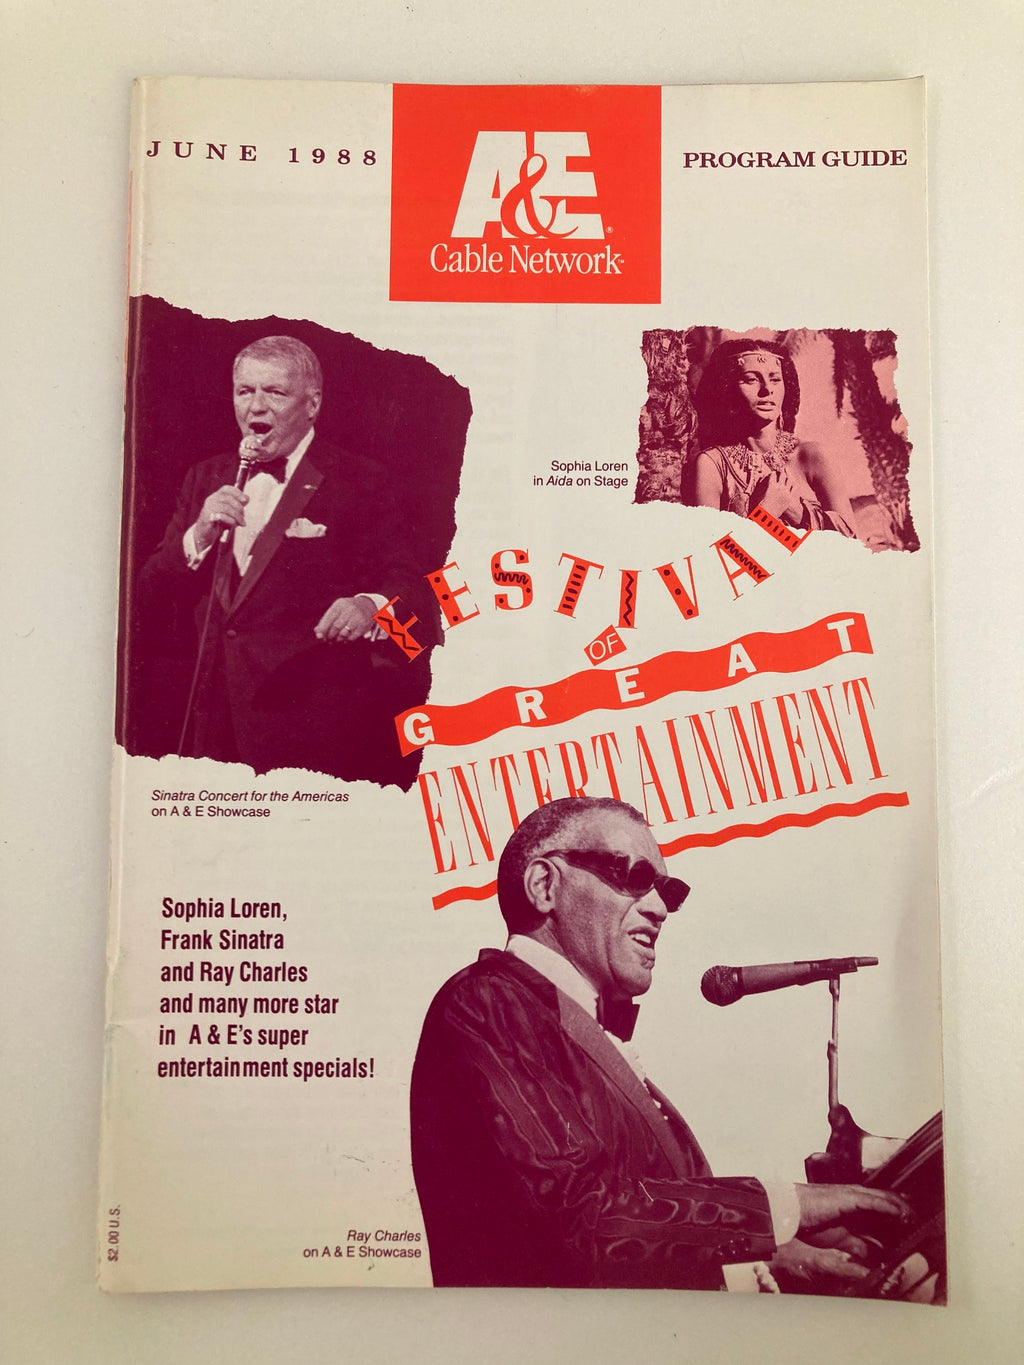 JUNE 1988
A&E®
Cable Network™
PROGRAM GUIDE
Sophia Loren
in Aida on Stage
FESTIVAL
OF
GREAT
ENTERTAINMENT
Sinatra Concert for the Americas
on A & E Showcase
Sophia Loren,
Frank Sinatra
and Ray Charles
and many more star
in A & E's super
entertainment specials!
Ray Charles
on A & E Showcase
$2.00 U.S.